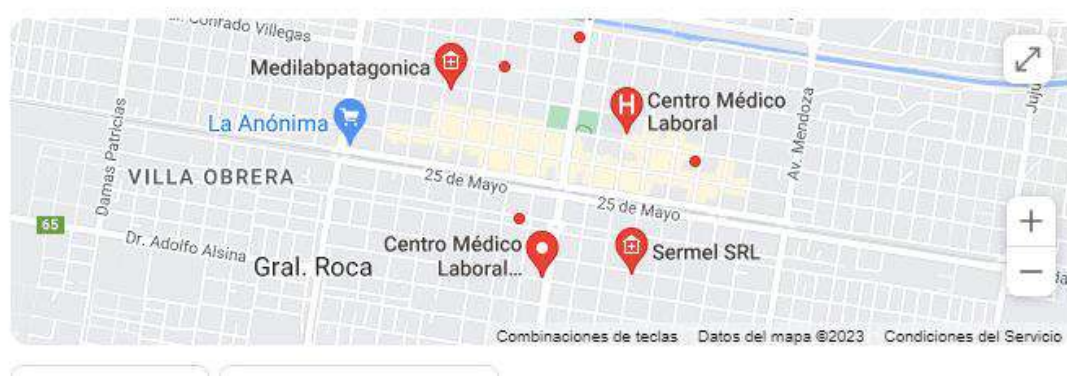 Conrado Villegas
Medilabpatagonica
Centro Médico
Laboral
La Anónima
Damas Patricias
VILLA OBRERA
Av. Mendoza
Junín
25 de Mayo
25 de Mayo
65
Dr. Adolfo Alsina
Gral. Roca
Centro Médico
Laboral...
Sermel SRL
Combinaciones de teclas Datos del mapa ©2023 Condiciones del Servicio